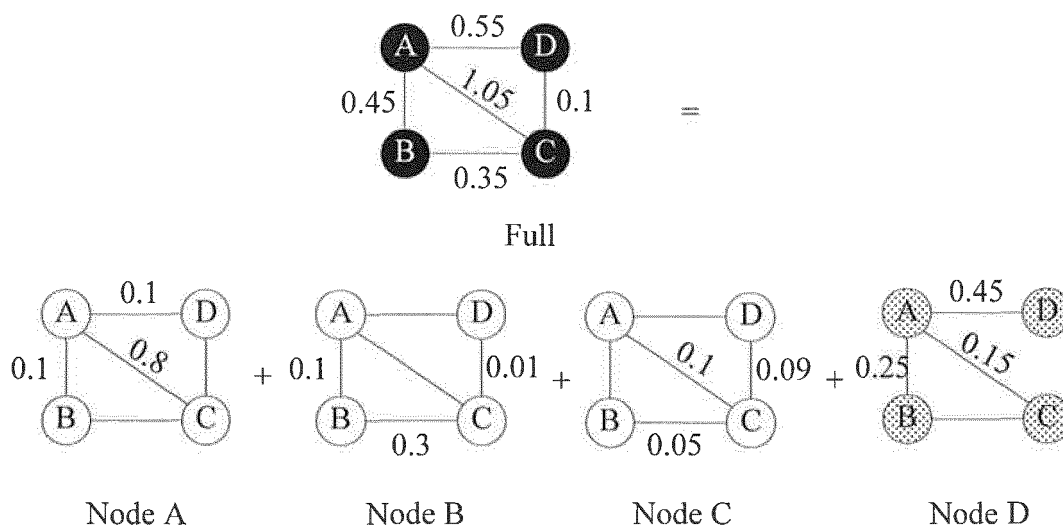 0.55
A D
0.45 1.05 0.1 =
B C
0.35
Full
0.1 0.45
A D A D A D A D
0.1 0.8 + 0.1 0.01 + 0.1 0.09 + 0.25 0.15
B C B C B C B C
0.3 0.05
Node A Node B Node C Node D